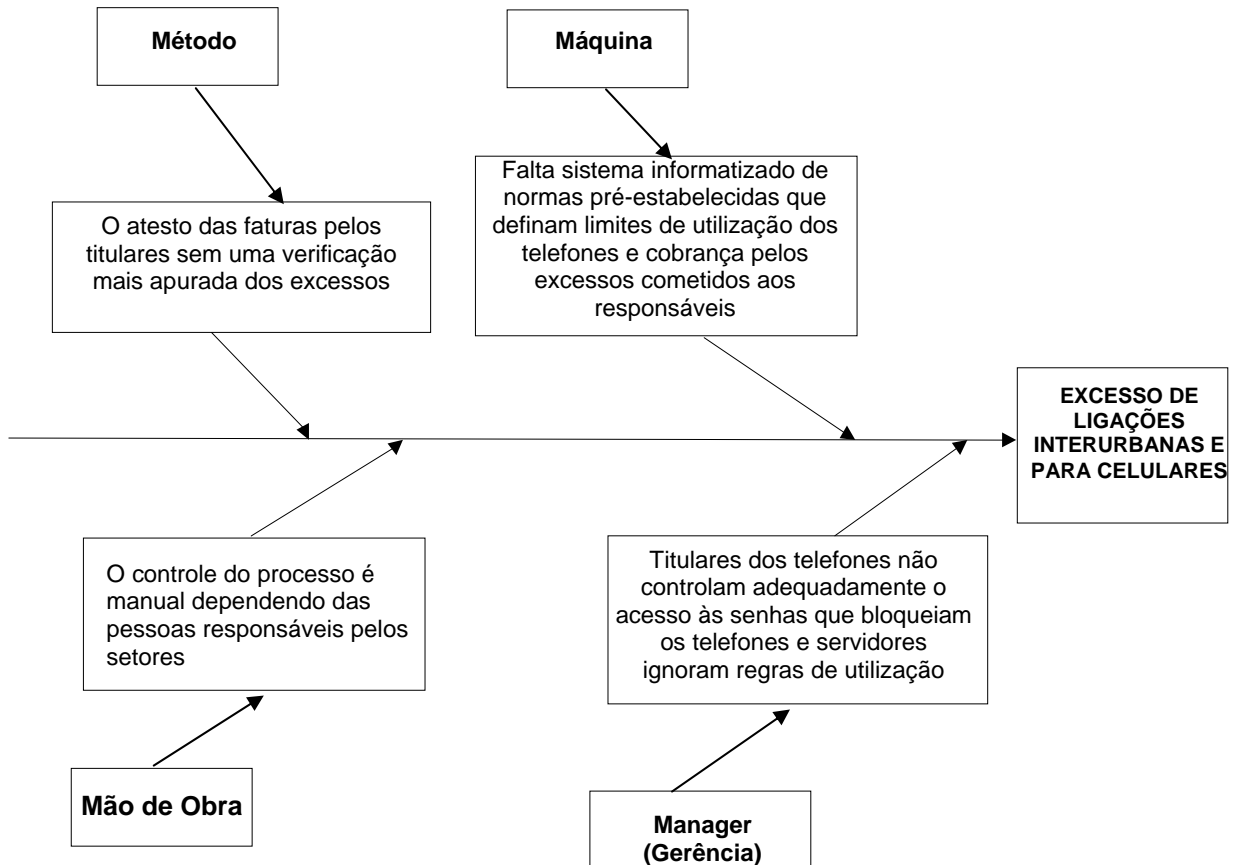 Método
Máquina
O atesto das faturas pelos
titulares sem uma verificação
mais apurada dos excessos
Falta sistema informatizado de
normas pré-estabelecidas que
definam limites de utilização dos
telefones e cobrança pelos
excessos cometidos aos
responsáveis
EXCESSO DE
LIGAÇÕES
INTERURBANAS E
PARA CELULARES
O controle do processo é
manual dependendo das
pessoas responsáveis pelos
setores
Titulares dos telefones não
controlam adequadamente o
acesso às senhas que bloqueiam
os telefones e servidores
ignoram regras de utilização
Mão de Obra
Manager
(Gerência)